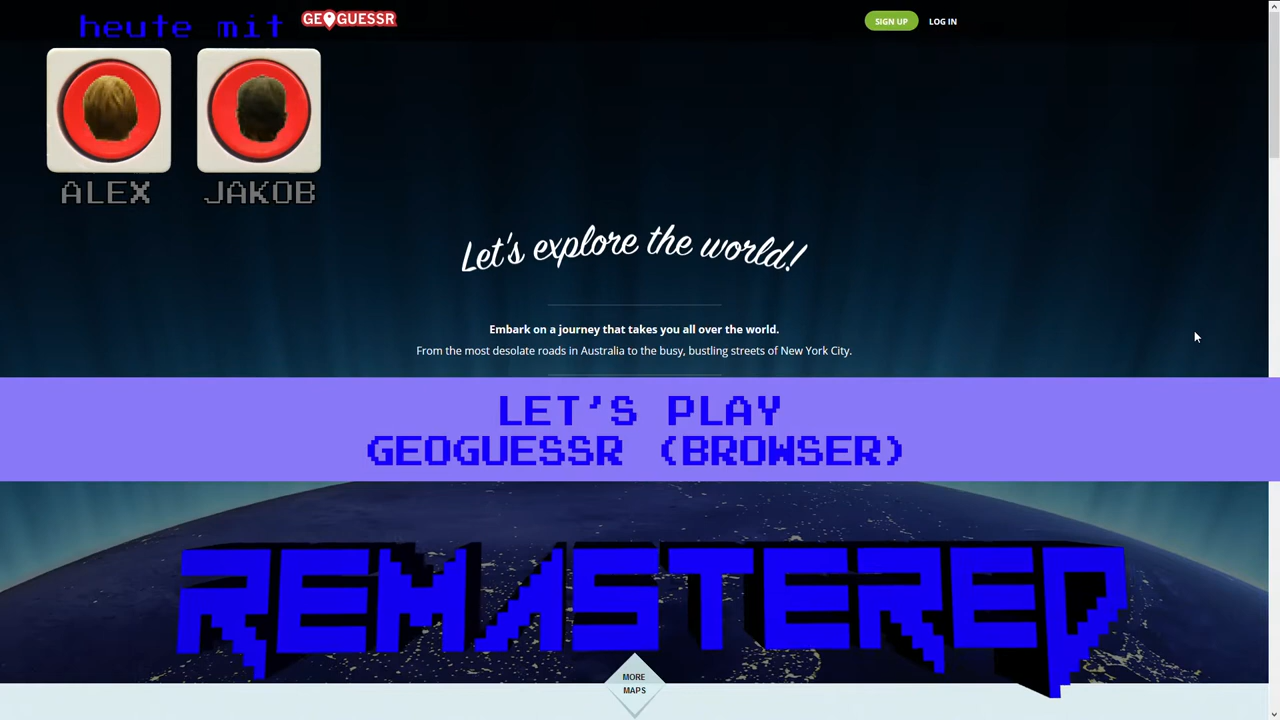 heute mit
GEOGUESSR
SIGN UP
LOG IN
ALEX
JAKOB
Let's explore the world!
Embark on a journey that takes you all over the world.
From the most desolate roads in Australia to the busy, bustling streets of New York City.
LET'S PLAY
GEOGUESSR (BROWSER)
REMASTERED
MORE
MAPS